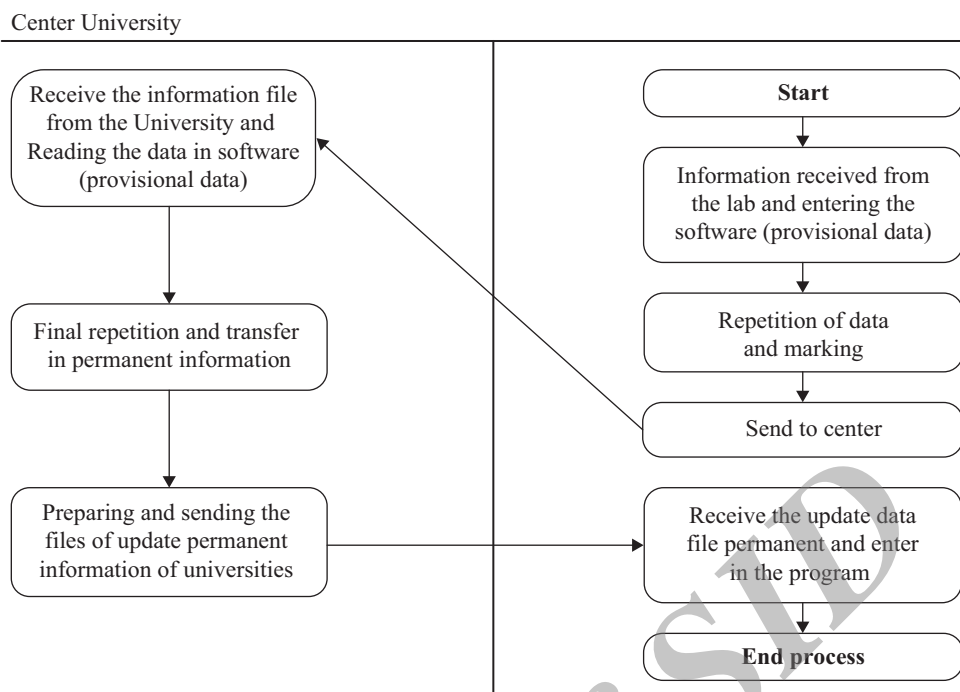 Center University
Receive the information file
from the University and
Reading the data in software
(provisional data)
Final repetition and transfer
in permanent information
Preparing and sending the
files of update permanent
information of universities
Start
Information received from
the lab and entering the
software (provisional data)
Repetition of data
and marking
Send to center
Receive the update data
file permanent and enter
in the program
End process
SID